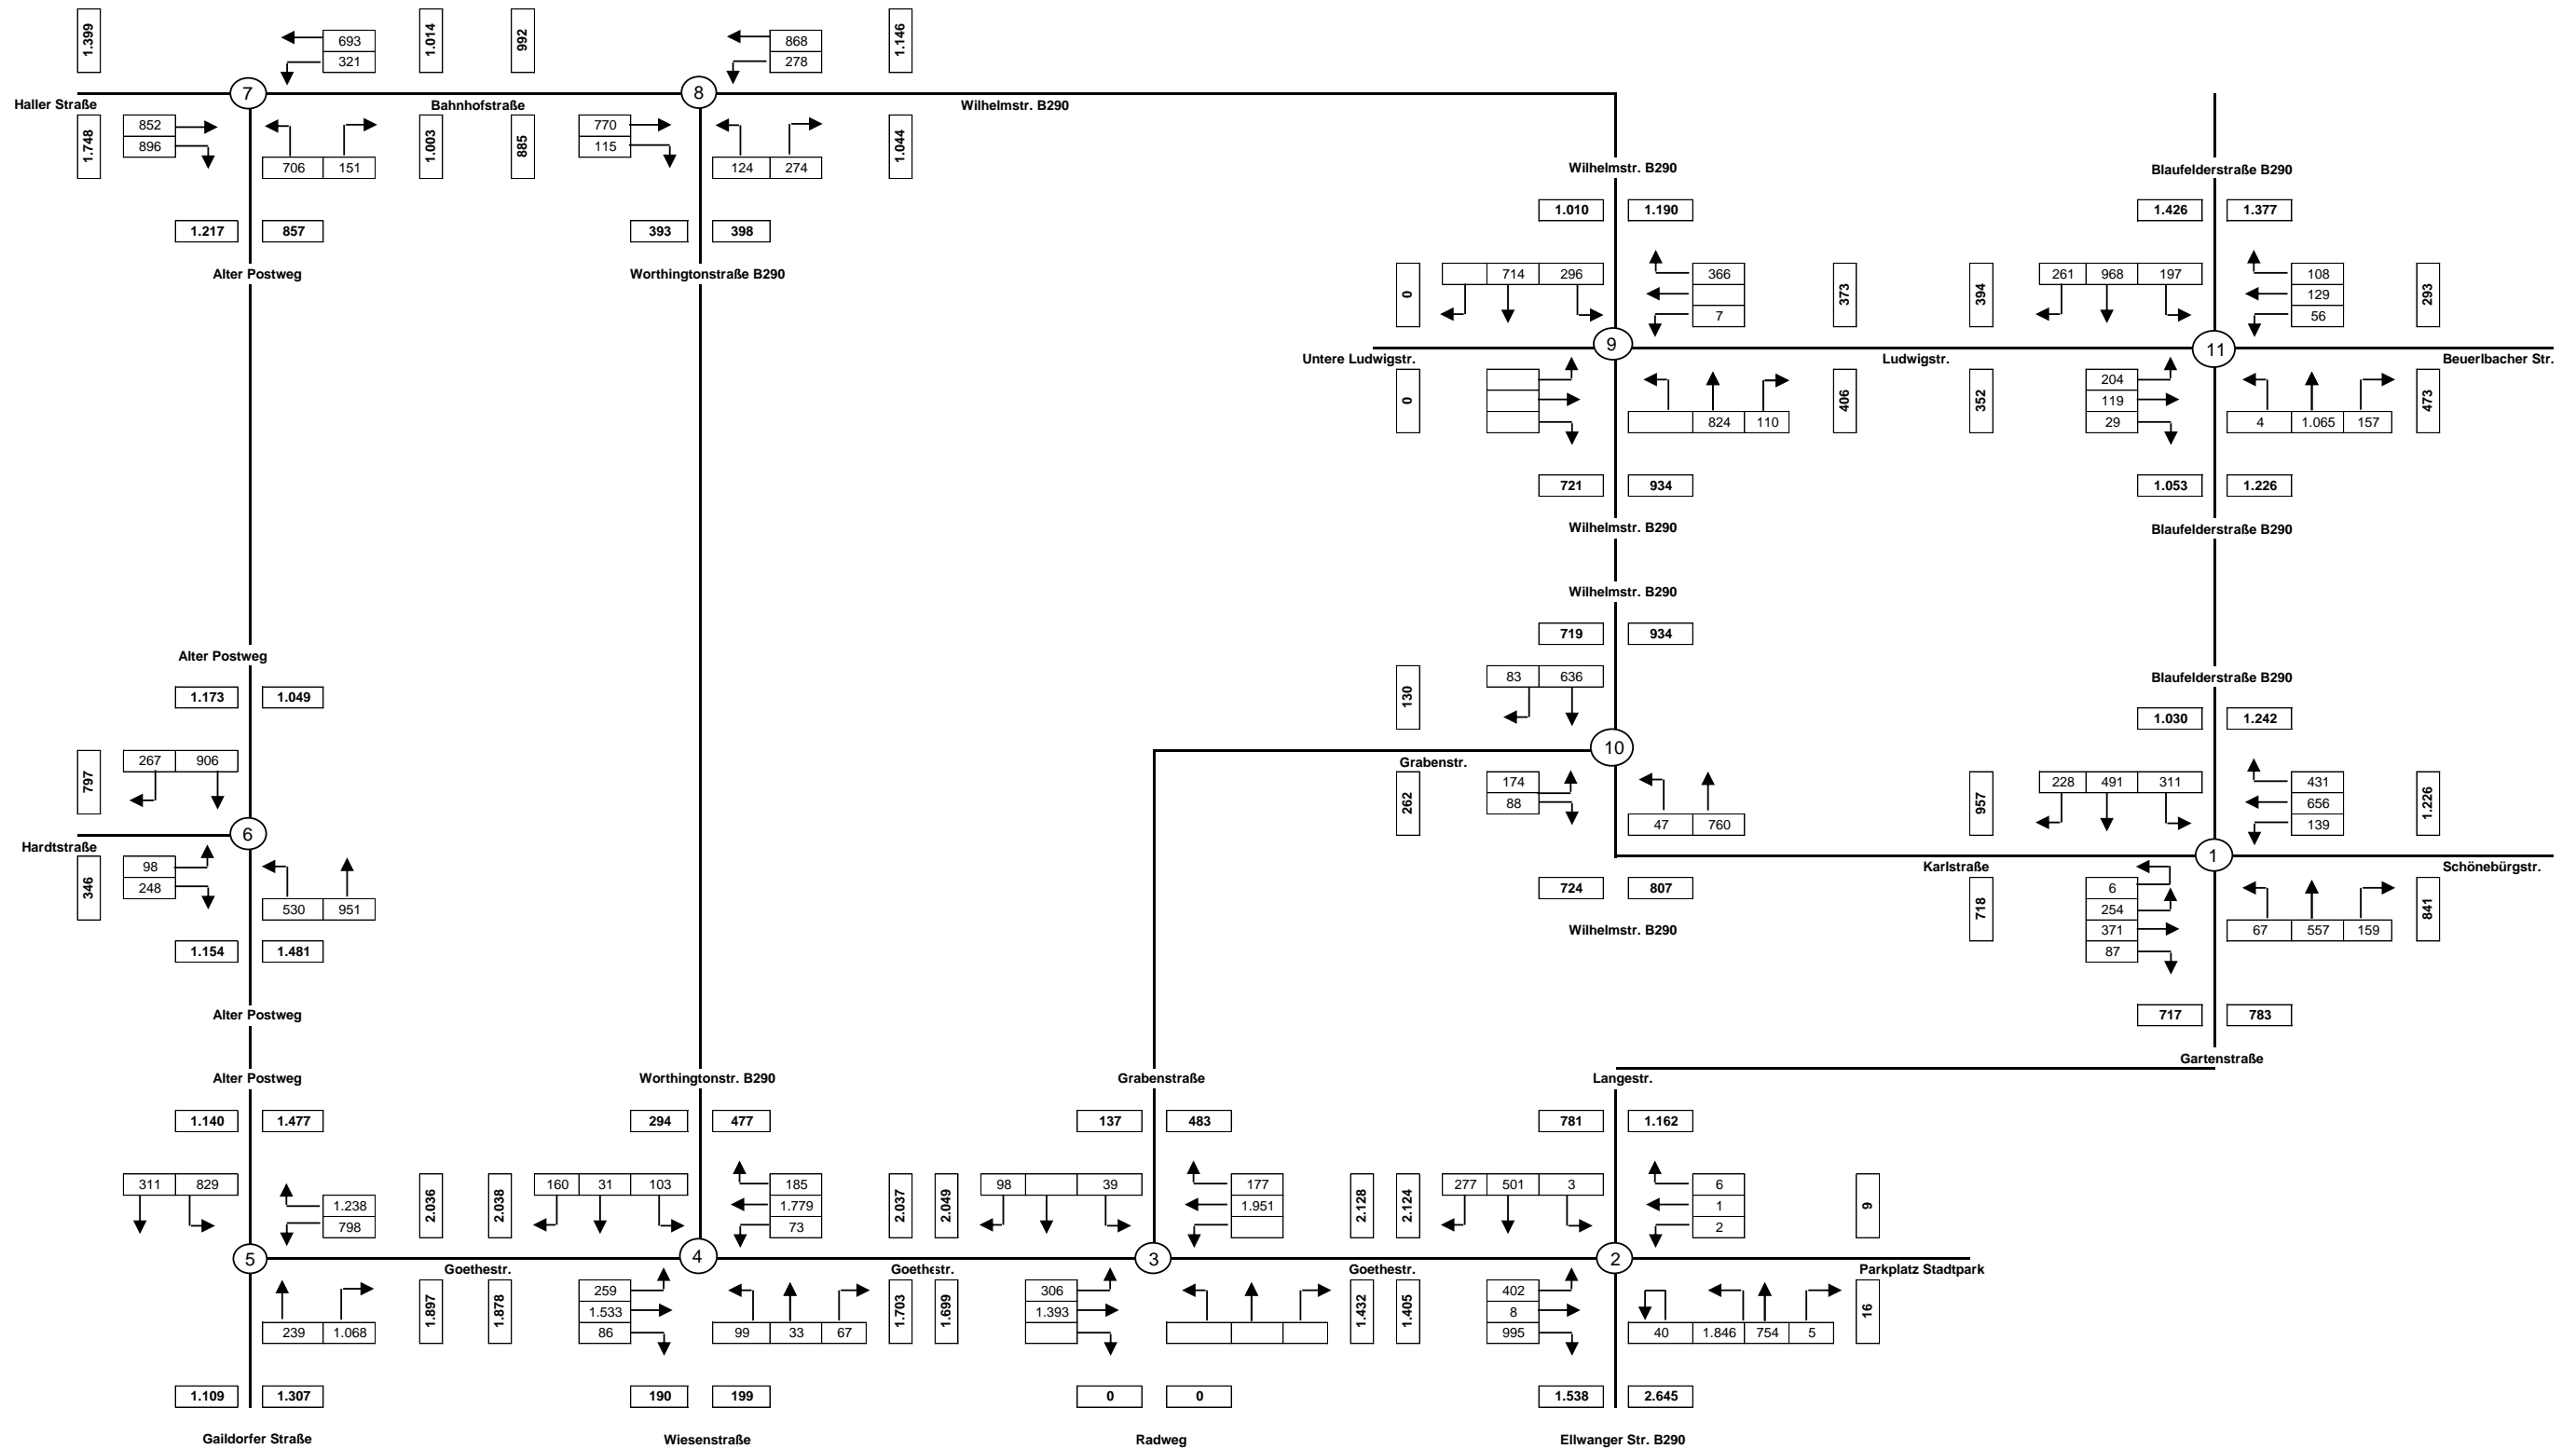 1.399
693
321
1.014
992
868
278
1.146
7
8
Haller Straße
Bahnhofstraße
Wilhelmstr. B290
1.748
852
896
706 151
1.003
885
770
115
124 274
1.044
1.217 857
393 398
Alter Postweg
Worthingtonstraße B290
Wilhelmstr. B290
Blaufelderstraße B290
1.010 1.190
1.426 1.377
0
714 296
366
7
373
394
261 968 197
108
129
56
293
9
11
Untere Ludwigstr.
Ludwigstr.
Beuerlbacher Str.
0
824 110
406
352
204
119
29
4 1.065 157
473
721 934
1.053 1.226
Wilhelmstr. B290
Blaufelderstraße B290
Wilhelmstr. B290
719 934
Alter Postweg
1.173 1.049
130
83 636
Blaufelderstraße B290
1.030 1.242
797
267 906
10
Grabenstr.
262
174
88
47 760
957
228 491 311
431
656
139
1.226
6
Hardtstraße
346
98
248
530 951
1
Karlstraße
Schönebürgstr.
724 807
718
6
254
371
87
67 557 159
841
Wilhelmstr. B290
1.154 1.481
717 783
Alter Postweg
Gartenstraße
Alter Postweg
Worthingtonstr. B290
Grabenstraße
Langestr.
1.140 1.477
294 477
137 483
781 1.162
311 829
1.238
798
2.036
2.038
160 31 103
185
1.779
73
2.037
2.049
98 39
177
1.951
2.128
2.124
277 501 3
6
1
2
9
5
4
3
2
Goethestr.
Goethestr.
Goethestr.
Parkplatz Stadtpark
239 1.068
1.897
1.878
259
1.533
86
99 33 67
1.703
1.699
306
1.393
1.432
1.405
402
8
995
40 1.846 754 5
16
1.109 1.307
190 199
0 0
1.538 2.645
Gaildorfer Straße
Wiesenstraße
Radweg
Ellwanger Str. B290